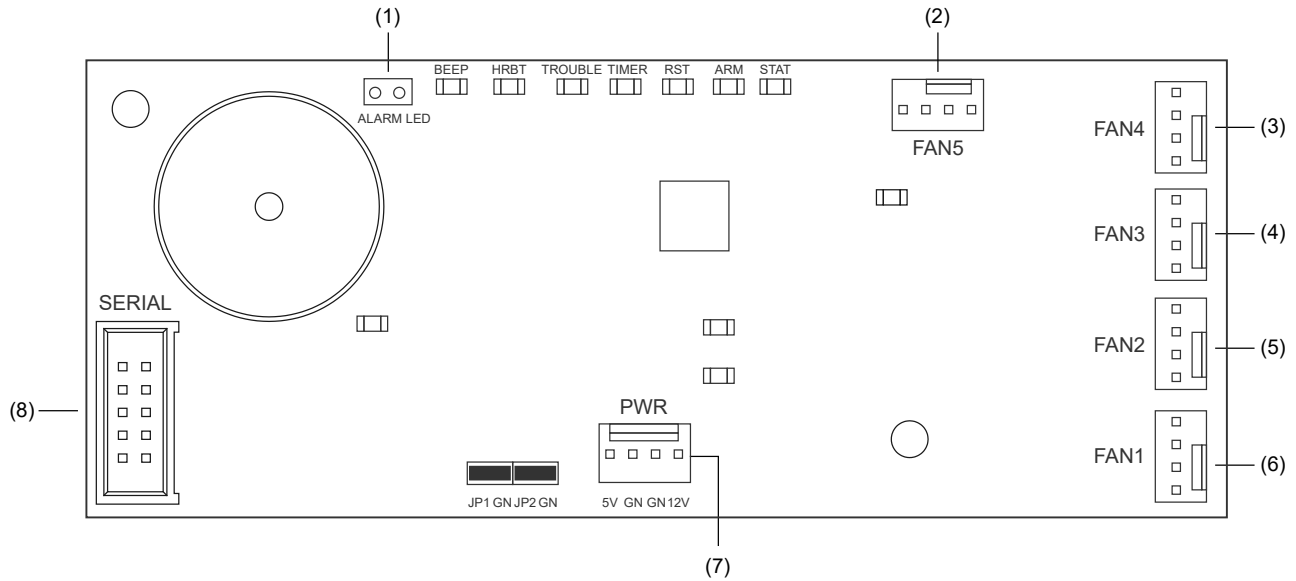 (1) (2)
BEEP HRBT TROUBLE TIMER RST ARM STAT
ALARM LED
FAN5
FAN4 (3)
FAN3 (4)
SERIAL
FAN2 (5)
(8)
PWR
FAN1 (6)
JP1 GN JP2 GN 5V GN GN 12V
(7)